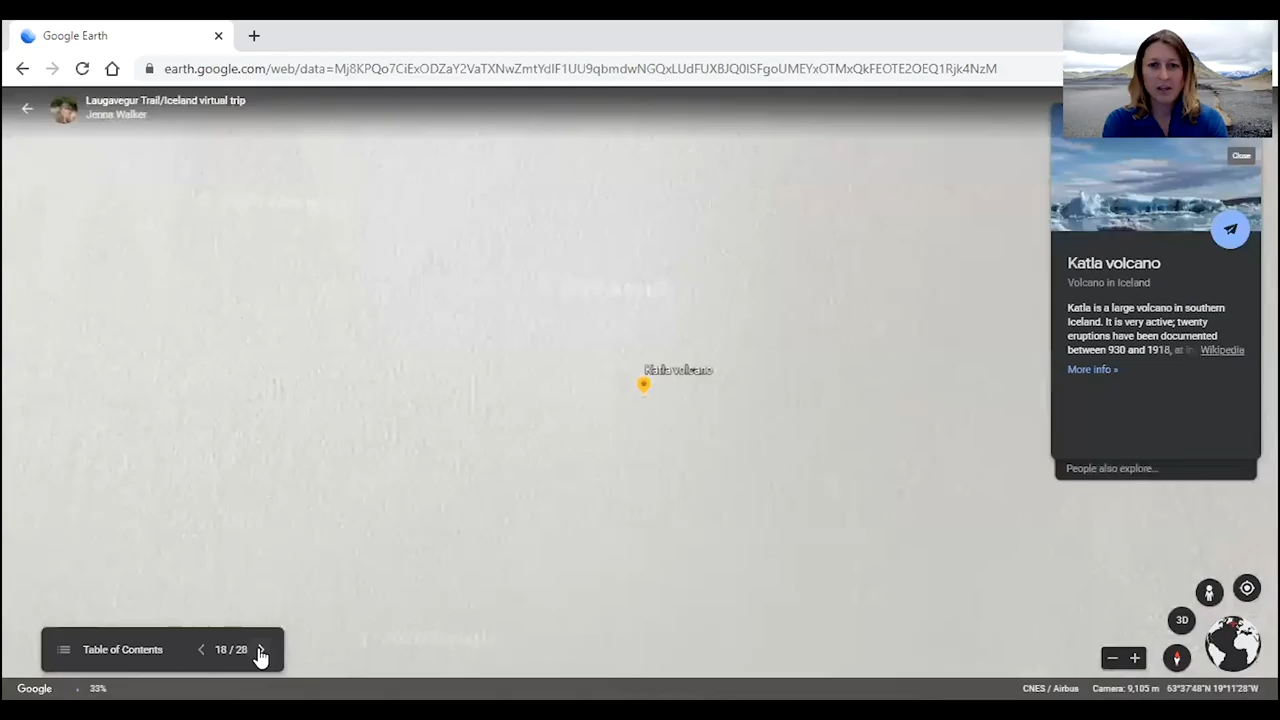 Google Earth
earth.google.com/web/data=Mj8KPQo7CiExODZaY2VaTXNwZmtYdlF1UU9qbmdwNGQxLUdFUXBJQ0lSFgoUMEYxOTMxQkFEOTE2OEQ1Rjk4NzM
Laugavegur Trail/Iceland virtual trip
Jenna Walker
Close
Katla volcano
Volcano in Iceland
Katla is a large volcano in southern
Iceland. It is very active; twenty
eruptions have been documented
between 930 and 1918, at Wikipedia
More info »
People also explore...
Katla volcano
Table of Contents
18 / 28
3D
Google
33%
CNES / Airbus
Camera: 9,105 m
63°37'48"N 19°11'28"W